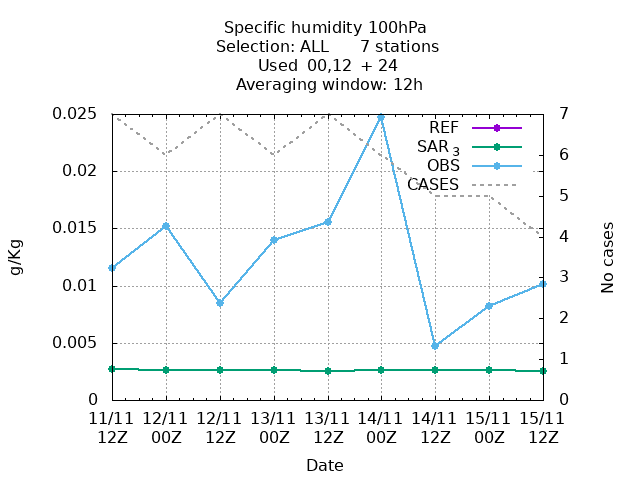 Specific humidity 100hPa
Selection: ALL 7 stations
Used 00,12 + 24
Averaging window: 12h
REF
SAR 3
OBS
CASES
g/Kg
0.025
0.02
0.015
0.01
0.005
0
7
6
5
4
3
2
1
0
No cases
11/11 12/11 12/11 13/11 13/11 14/11 14/11 15/11 15/11
12Z 00Z 12Z 00Z 12Z 00Z 12Z 00Z 12Z
Date